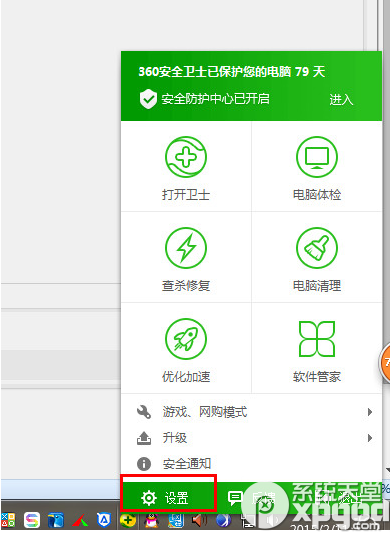 360安全卫士已保护您的电脑 79 天
安全防护中心已开启 进入
打开卫士 电脑体检
查杀修复 电脑清理
优化加速 软件管家
游戏、网购模式
升级
安全通知
设置
系统天堂
xpgod